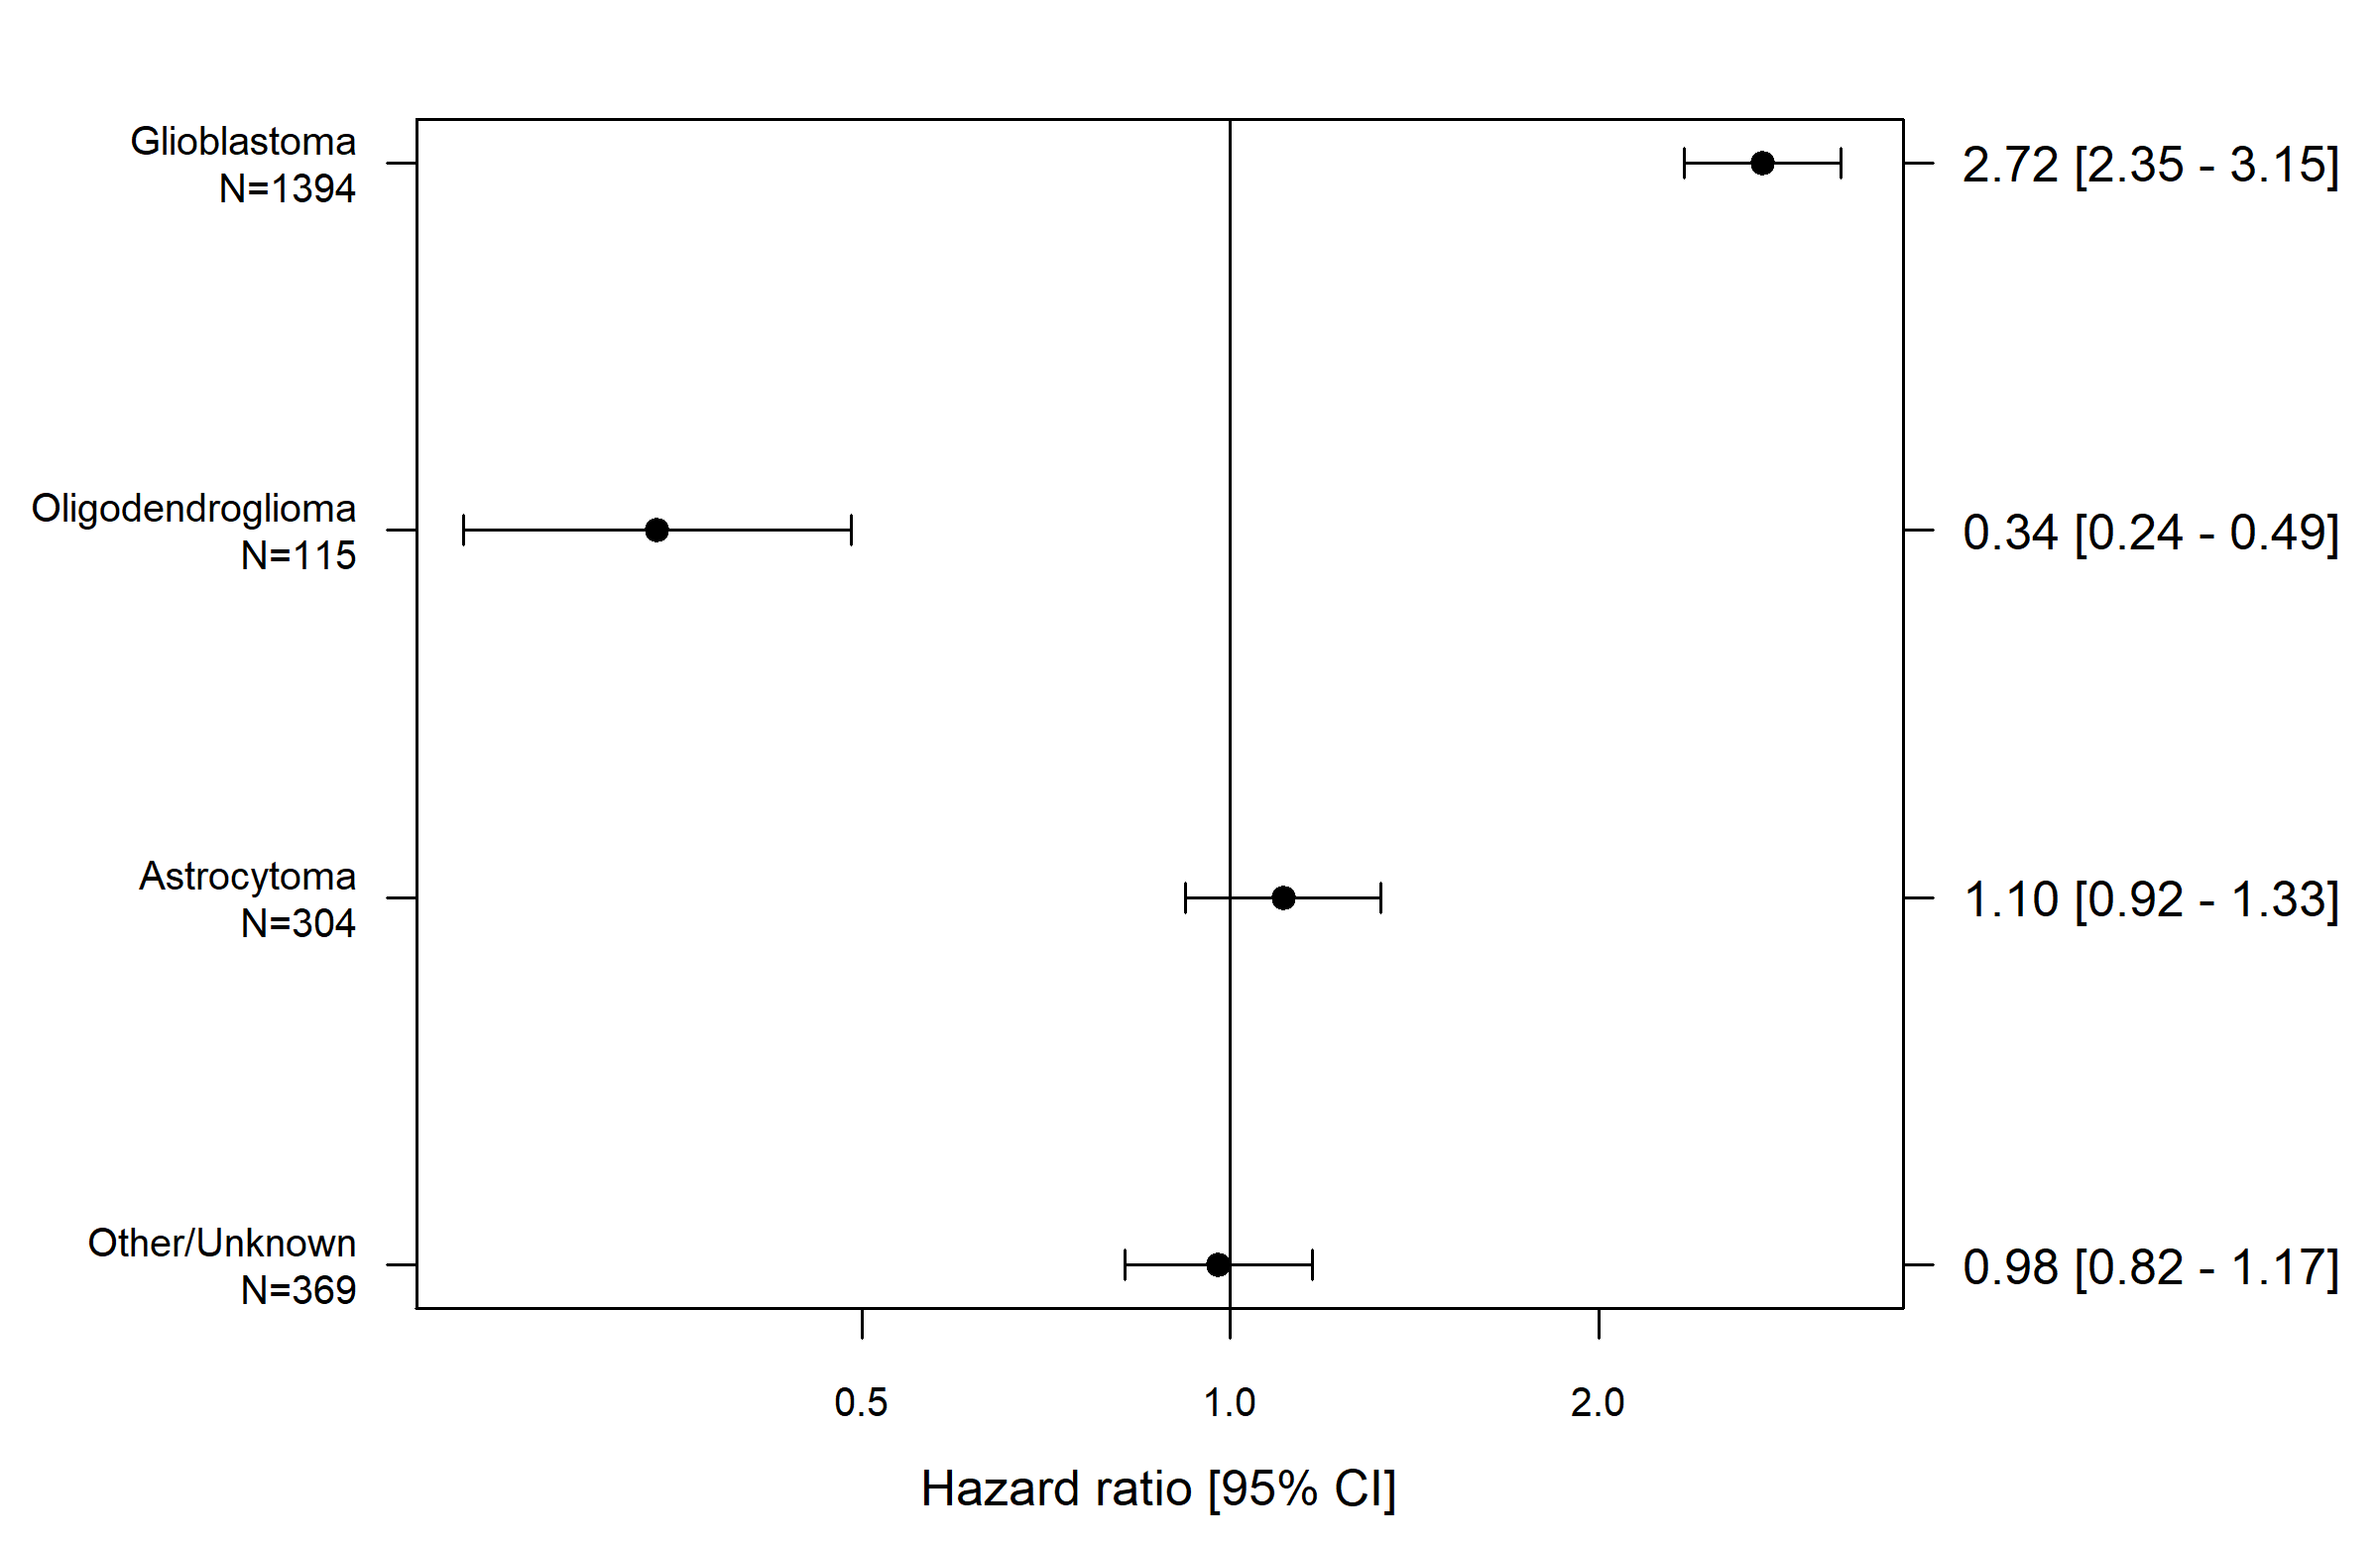 Glioblastoma
N=1394
2.72 [2.35 - 3.15]
Oligodendroglioma
N=115
0.34 [0.24 - 0.49]
Astrocytoma
N=304
1.10 [0.92 - 1.33]
Other/Unknown
N=369
0.98 [0.82 - 1.17]
0.5 1.0 2.0
Hazard ratio [95% CI]